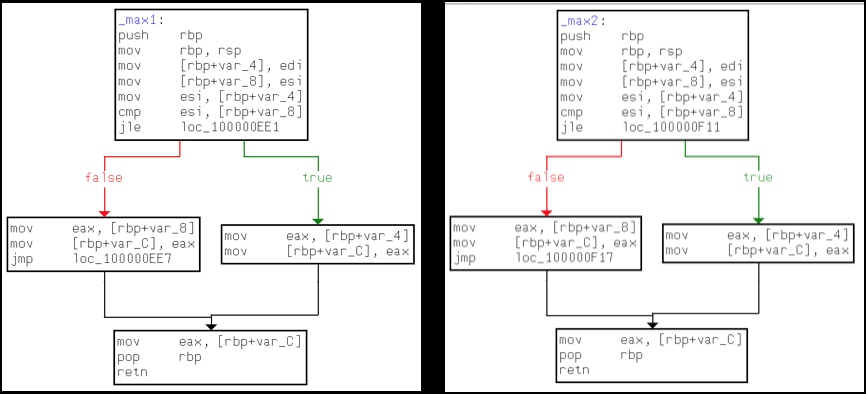 _max1:
push rbp
mov rbp, rsp
mov [rbp+var_4], edi
mov [rbp+var_8], esi
mov esi, [rbp+var_4]
cmp esi, [rbp+var_8]
jle loc_100000EE1
false
true
mov eax, [rbp+var_8]
mov [rbp+var_C], eax
jmp loc_100000EE7
mov eax, [rbp+var_4]
mov [rbp+var_C], eax
mov eax, [rbp+var_C]
pop rbp
retn
_max2:
push rbp
mov rbp, rsp
mov [rbp+var_4], edi
mov [rbp+var_8], esi
mov esi, [rbp+var_4]
cmp esi, [rbp+var_8]
jle loc_100000F11
false
true
mov eax, [rbp+var_8]
mov [rbp+var_C], eax
jmp loc_100000F17
mov eax, [rbp+var_4]
mov [rbp+var_C], eax
mov eax, [rbp+var_C]
pop rbp
retn